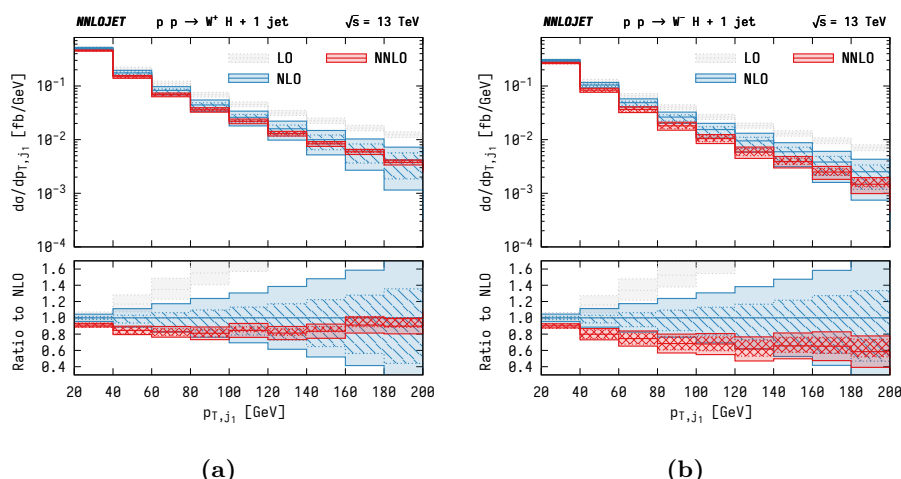 NNLOJET p p → W⁺ H + 1 jet √s = 13 TeV
LO NNLO
NLO
dσ/dp_T,j₁ [fb/GeV]
10⁻¹
10⁻²
10⁻³
10⁻⁴
Ratio to NLO
1.6
1.4
1.2
1.0
0.8
0.6
0.4
20 40 60 80 100 120 140 160 180 200
p_T,j₁ [GeV]
(a)
NNLOJET p p → W⁻ H + 1 jet √s = 13 TeV
LO NNLO
NLO
dσ/dp_T,j₁ [fb/GeV]
10⁻¹
10⁻²
10⁻³
10⁻⁴
Ratio to NLO
1.6
1.4
1.2
1.0
0.8
0.6
0.4
20 40 60 80 100 120 140 160 180 200
p_T,j₁ [GeV]
(b)